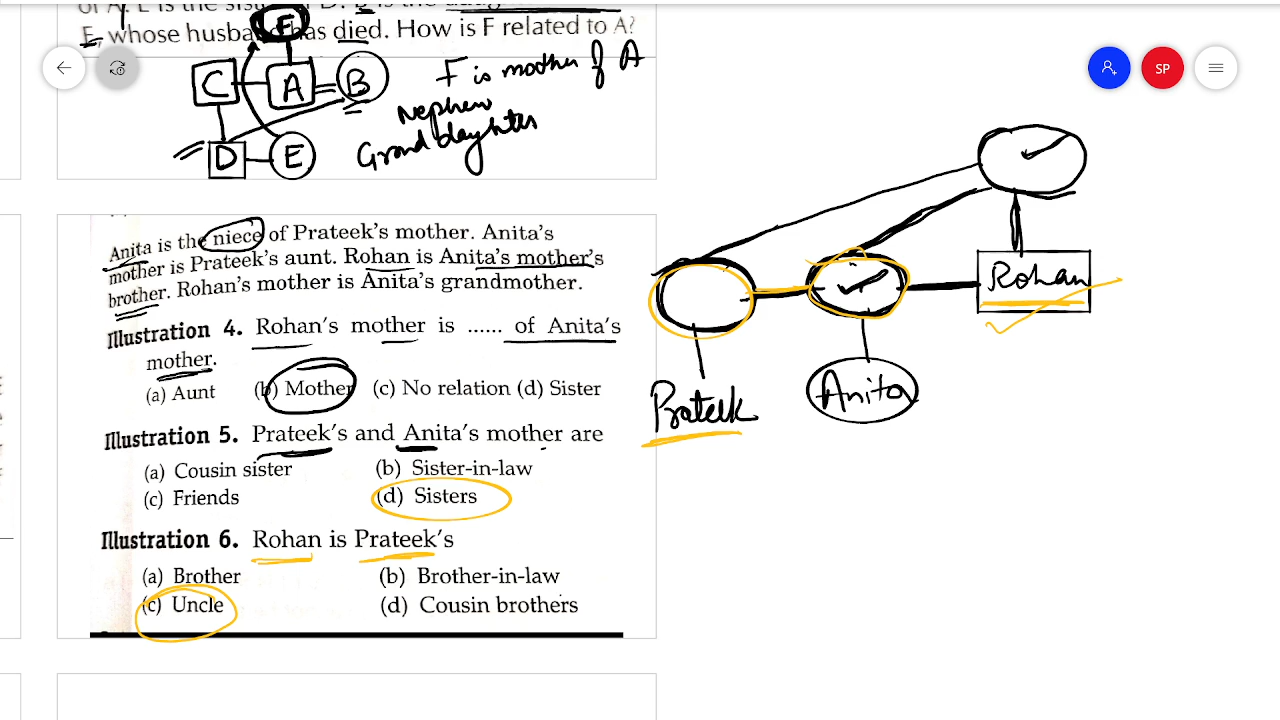 E, whose husband has died. How is F related to A?
F
C A B
F is mother of A
Nephew
Grand daughter
D E
SP
Anita is the niece of Prateek's mother. Anita's
mother is Prateek's aunt. Rohan is Anita's mother's
brother. Rohan's mother is Anita's grandmother.
Illustration 4. Rohan's mother is ...... of Anita's
mother.
(a) Aunt (b) Mother (c) No relation (d) Sister
Illustration 5. Prateek's and Anita's mother are
(a) Cousin sister (b) Sister-in-law
(c) Friends (d) Sisters
Illustration 6. Rohan is Prateek's
(a) Brother (b) Brother-in-law
(c) Uncle (d) Cousin brothers
Rohan
Prateek
Anita